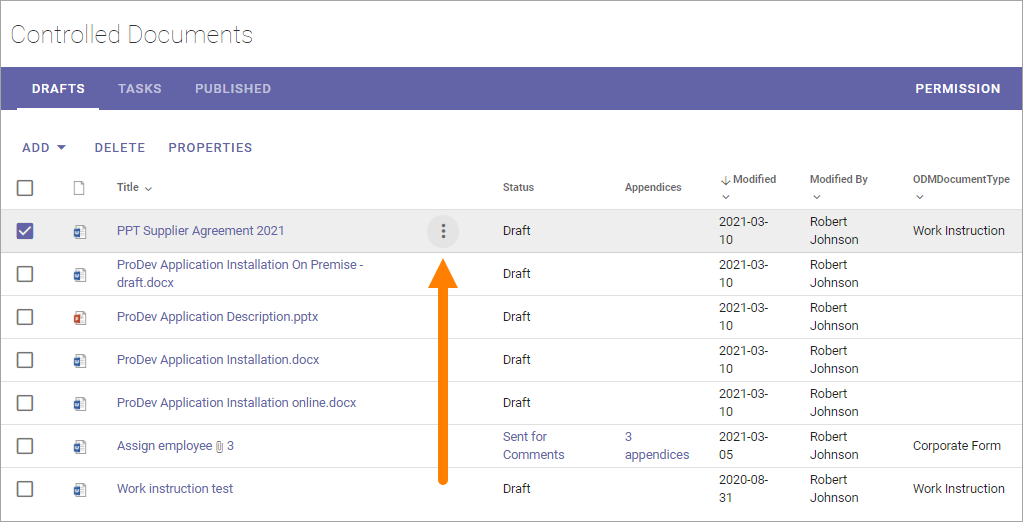 Controlled Documents
DRAFTS TASKS PUBLISHED PERMISSION
ADD DELETE PROPERTIES
Title Status Appendices Modified Modified By ODMDocumentType
PPT Supplier Agreement 2021 Draft 2021-03-10 Robert Johnson Work Instruction
ProDev Application Installation On Premise - draft.docx Draft 2021-03-10 Robert Johnson
ProDev Application Description.pptx Draft 2021-03-10 Robert Johnson
ProDev Application Installation.docx Draft 2021-03-10 Robert Johnson
ProDev Application Installation online.docx Draft 2021-03-10 Robert Johnson
Assign employee 3 Sent for Comments 3 appendices 2021-03-05 Robert Johnson Corporate Form
Work instruction test Draft 2020-08-31 Robert Johnson Work Instruction